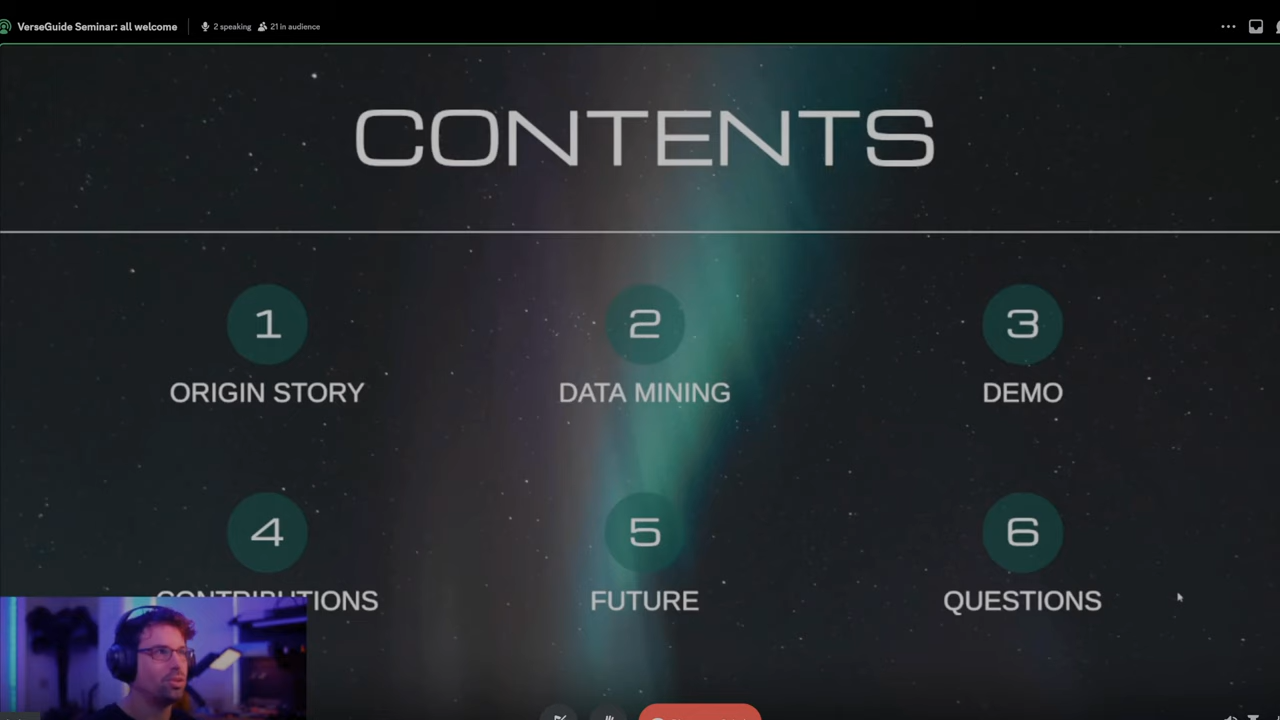 VerseGuide Seminar: all welcome
2 speaking
21 in audience
CONTENTS
1
2
3
ORIGIN STORY
DATA MINING
DEMO
4
5
6
CONTRIBUTIONS
FUTURE
QUESTIONS